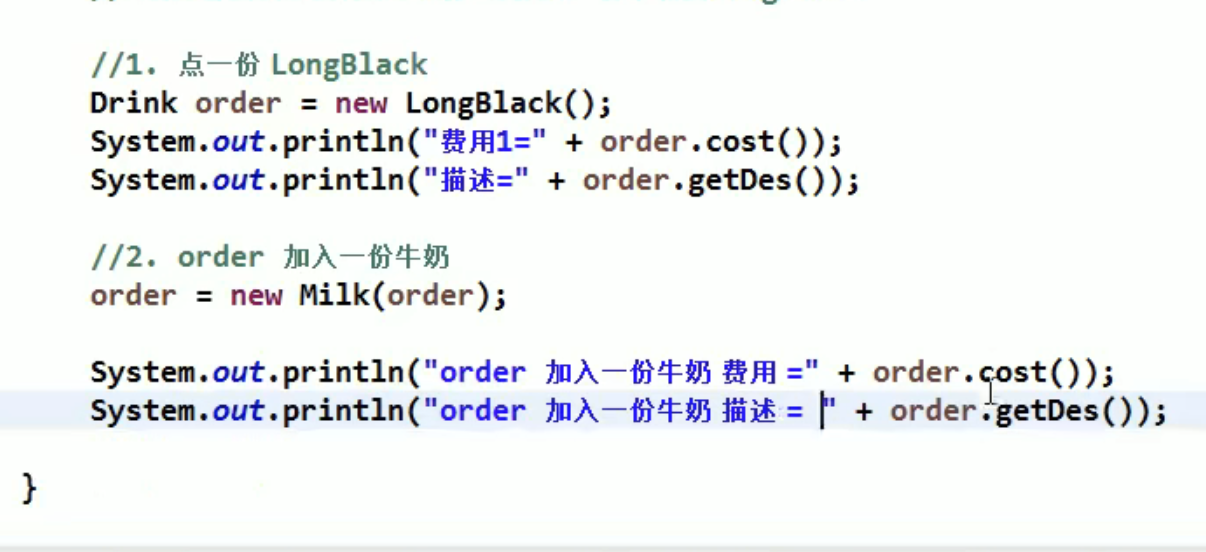 //1. 点一份 LongBlack
Drink order = new LongBlack();
System.out.println("费用1=" + order.cost());
System.out.println("描述=" + order.getDes());
//2. order 加入一份牛奶
order = new Milk(order);
System.out.println("order 加入一份牛奶 费用 =" + order.cost());
System.out.println("order 加入一份牛奶 描述 = " + order.getDes());
}